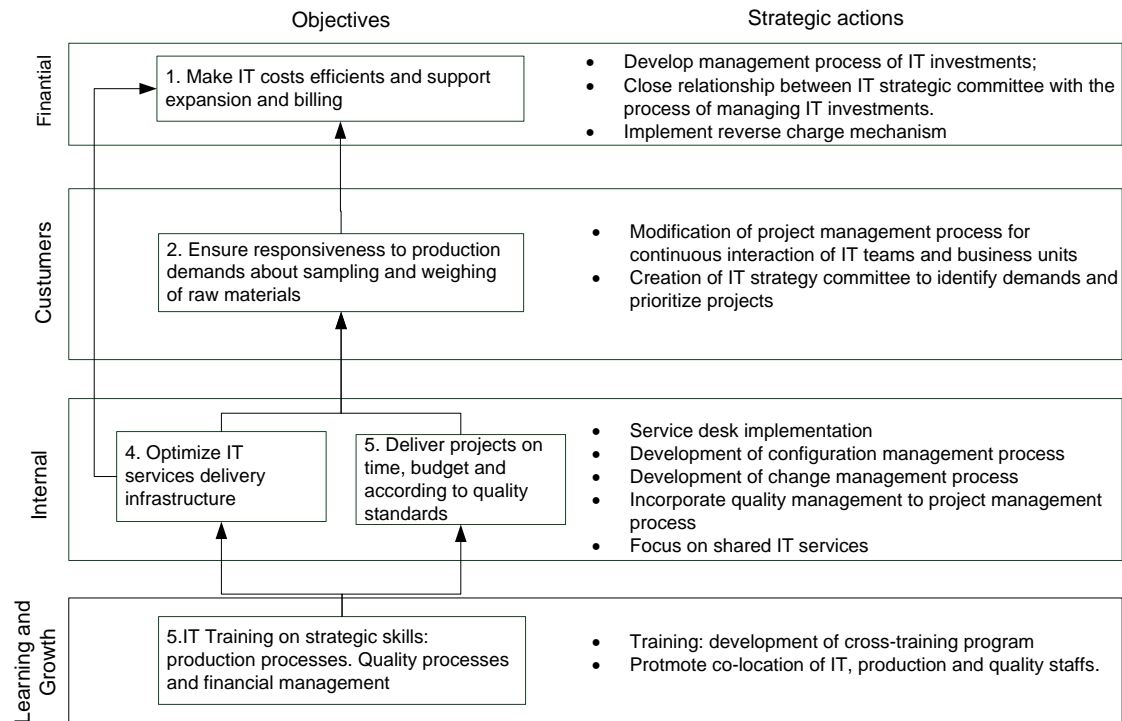 Objectives
Strategic actions
Finantial
1. Make IT costs efficients and support
expansion and billing
• Develop management process of IT investments;
• Close relationship between IT strategic committee with the
process of managing IT investments.
• Implement reverse charge mechanism
Custumers
2. Ensure responsiveness to production
demands about sampling and weighing
of raw materials
• Modification of project management process for
continuous interaction of IT teams and business units
• Creation of IT strategy committee to identify demands and
prioritize projects
Internal
4. Optimize IT
services delivery
infrastructure
5. Deliver projects on
time, budget and
according to quality
standards
• Service desk implementation
• Development of configuration management process
• Development of change management process
• Incorporate quality management to project management
process
• Focus on shared IT services
Learning and
Growth
5.IT Training on strategic skills:
production processes. Quality processes
and financial management
• Training: development of cross-training program
• Protmote co-location of IT, production and quality staffs.